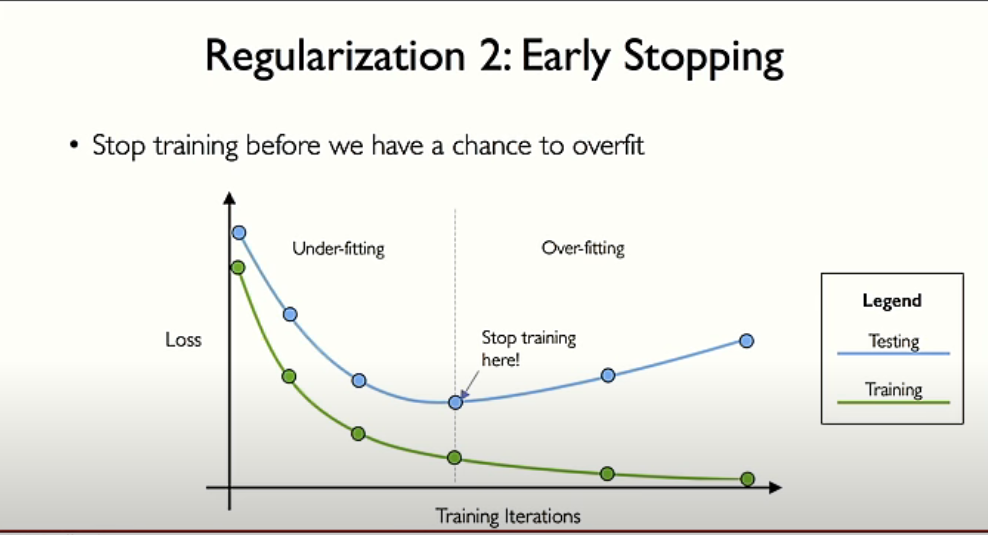 Regularization 2: Early Stopping
• Stop training before we have a chance to overfit
Under-fitting
Over-fitting
Legend
Testing
Training
Loss
Stop training
here!
Training Iterations